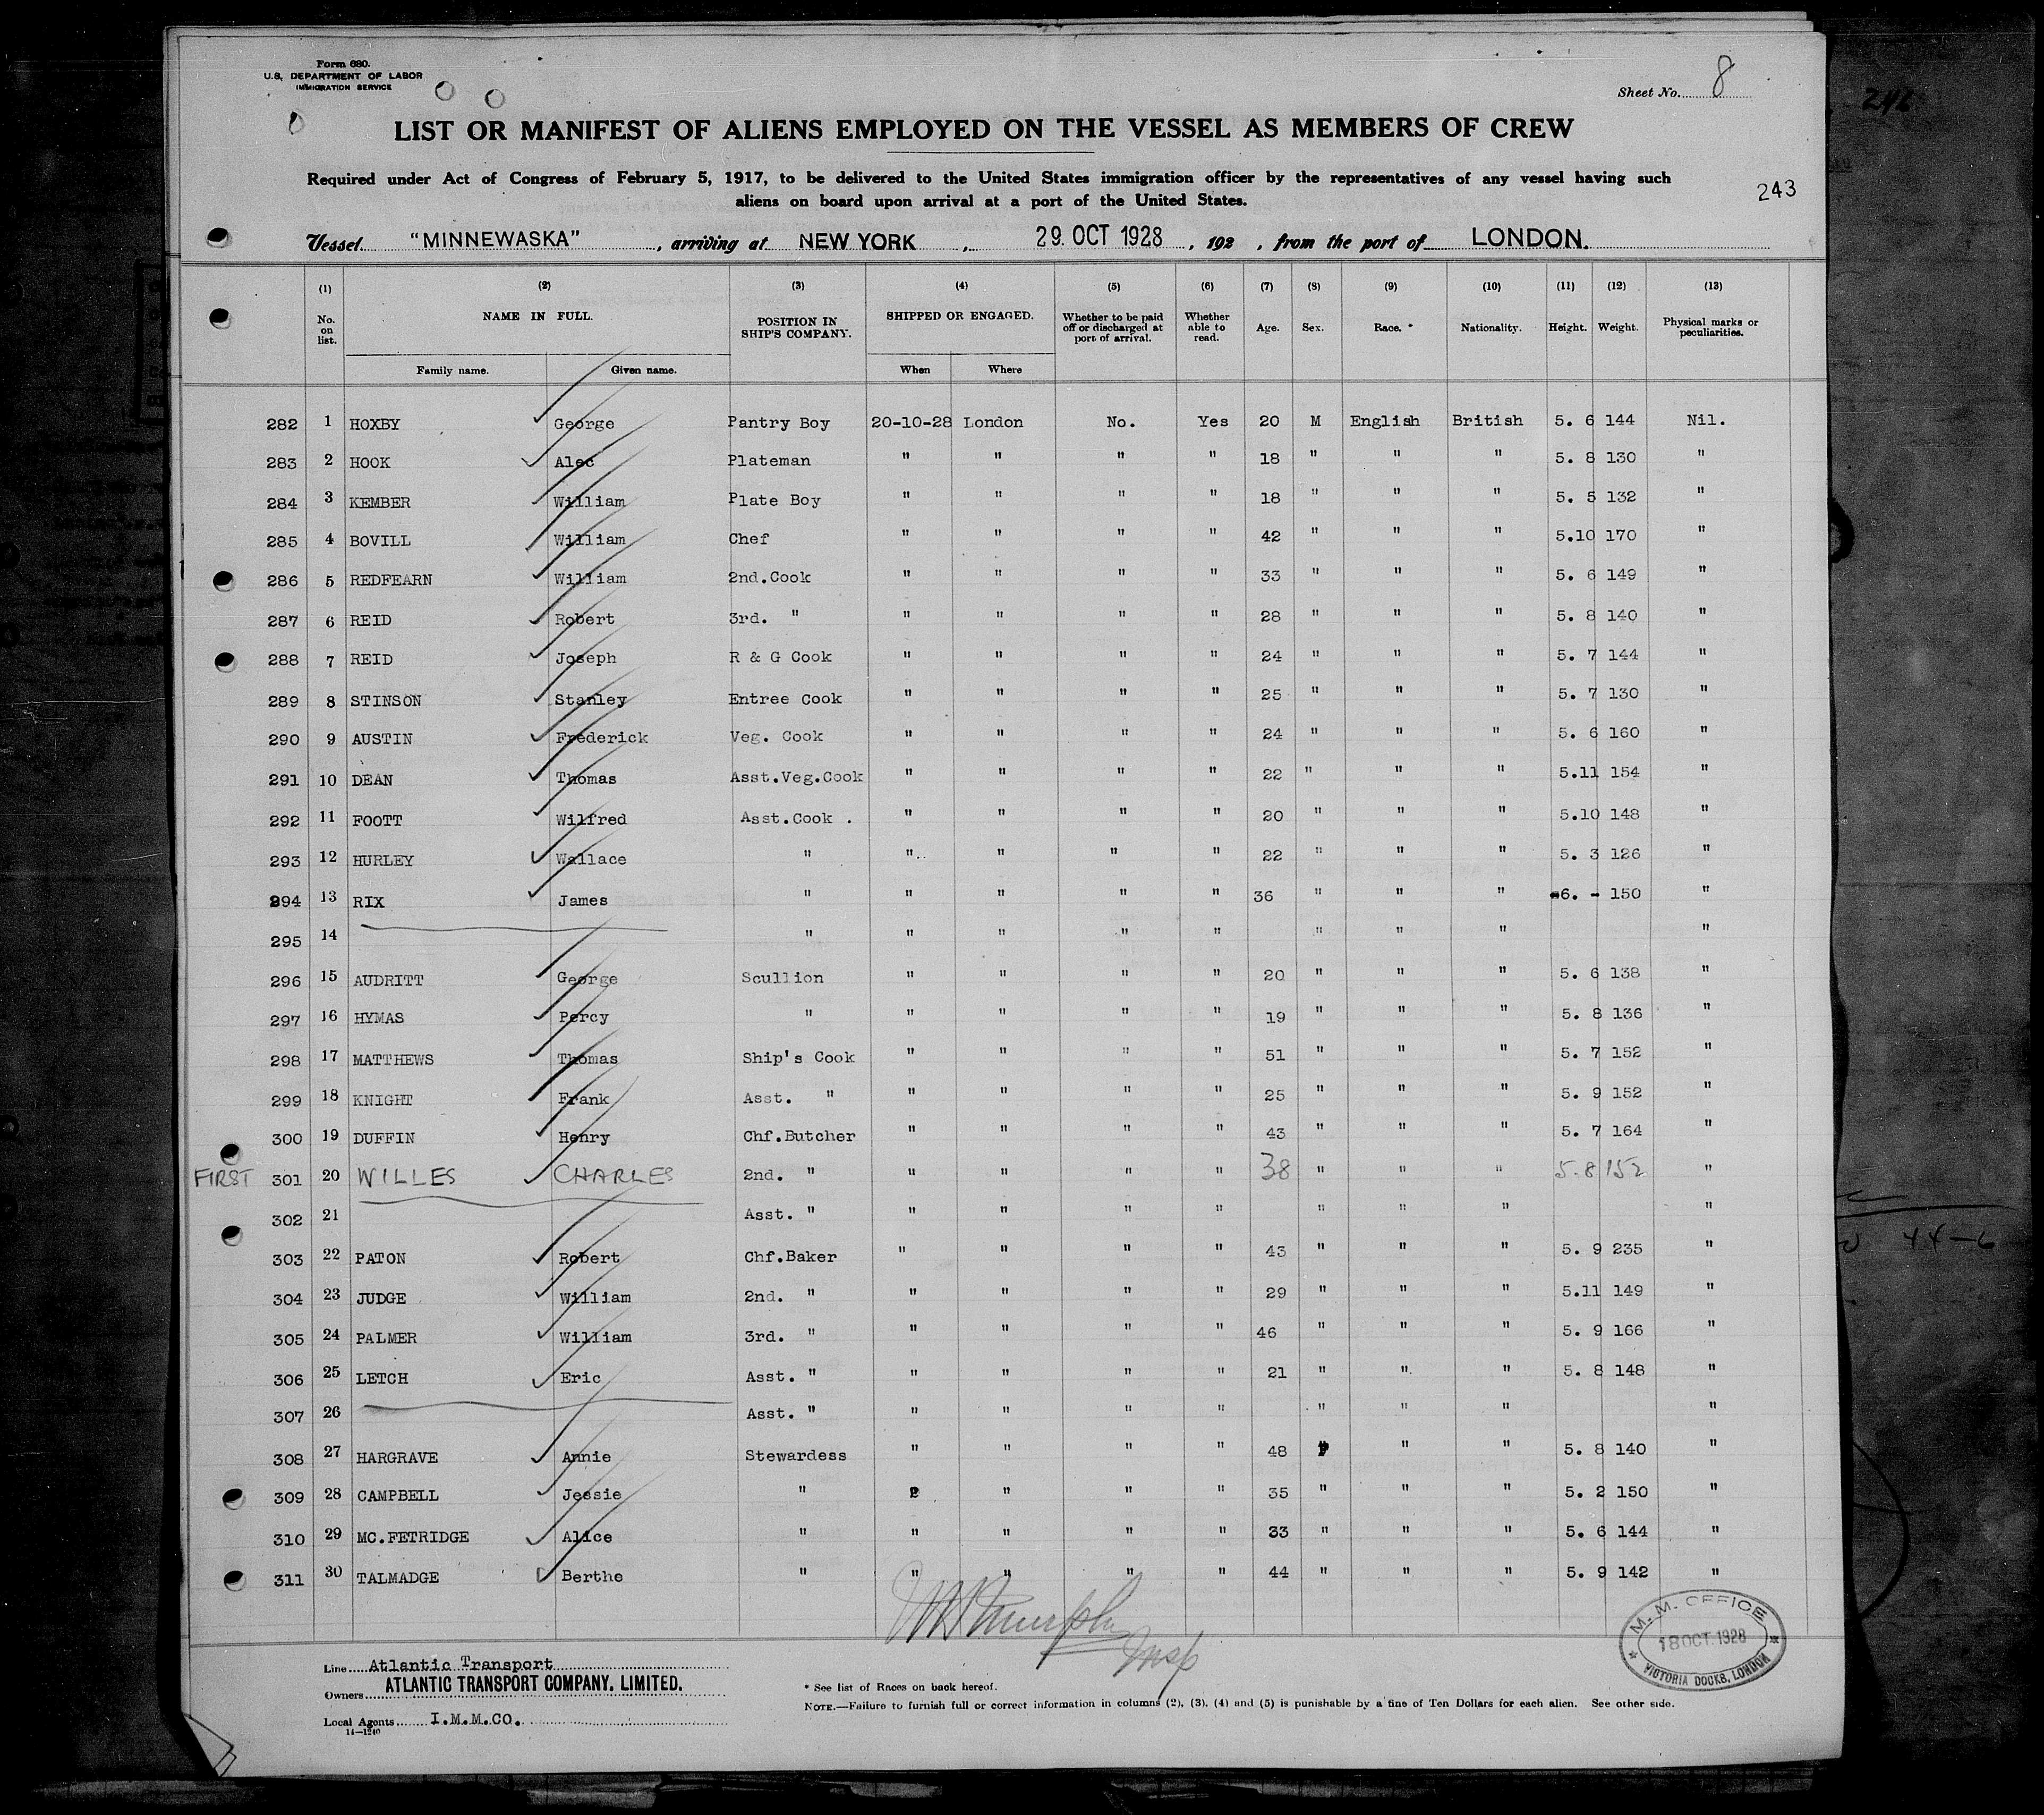 Form 680.
U.S. DEPARTMENT OF LABOR
IMMIGRATION SERVICE
Sheet No. 8
246
LIST OR MANIFEST OF ALIENS EMPLOYED ON THE VESSEL AS MEMBERS OF CREW
Required under Act of Congress of February 5, 1917, to be delivered to the United States immigration officer by the representatives of any vessel having such
aliens on board upon arrival at a port of the United States.
243
Vessel "MINNEWASKA", arriving at NEW YORK, 29. OCT 1928, 192 , from the port of LONDON.
(1) (2) (3) (4) (5) (6) (7) (8) (9) (10) (11) (12) (13)
No. on list. NAME IN FULL. POSITION IN SHIP'S COMPANY. SHIPPED OR ENGAGED. Whether to be paid off or discharged at port of arrival. Whether able to read. Age. Sex. Race. * Nationality. Height. Weight. Physical marks or peculiarities.
Family name. Given name. When Where
282 1 HOXBY George Pantry Boy 20-10-28 London No. Yes 20 M English British 5. 6 144 Nil.
283 2 HOOK Alec Plateman " " " " 18 " " " 5. 8 130 "
284 3 KEMBER William Plate Boy " " " " 18 " " " 5. 5 132 "
285 4 BOVILL William Chef " " " " 42 " " " 5.10 170 "
286 5 REDFEARN William 2nd.Cook " " " " 33 " " " 5. 6 149 "
287 6 REID Robert 3rd. " " " " " 28 " " " 5. 8 140 "
288 7 REID Joseph R & G Cook " " " " 24 " " " 5. 7 144 "
289 8 STINSON Stanley Entree Cook " " " " 25 " " " 5. 7 130 "
290 9 AUSTIN Frederick Veg. Cook " " " " 24 " " " 5. 6 160 "
291 10 DEAN Thomas Asst.Veg.Cook " " " " 22 " " " 5.11 154 "
292 11 FOOTT Wilfred Asst.Cook . " " " " 20 " " " 5.10 148 "
293 12 HURLEY Wallace " " " " " 22 " " " 5. 3 126 "
294 13 RIX James " " " " " 36 " " " 6. - 150 "
295 14 " " " " " " " " "
296 15 AUDRITT George Scullion " " " " 20 " " " 5. 6 138 "
297 16 HYMAS Percy " " " " " 19 " " " 5. 8 136 "
298 17 MATTHEWS Thomas Ship's Cook " " " " 51 " " " 5. 7 152 "
299 18 KNIGHT Frank Asst. " " " " " 25 " " " 5. 9 152 "
300 19 DUFFIN Henry Chf.Butcher " " " " 43 " " " 5. 7 164 "
FIRST 301 20 WILLES CHARLES 2nd. " " " " " 38 " " " 5-8 152 "
302 21 Asst. " " " " " " " " "
303 22 PATON Robert Chf.Baker " " " " 43 " " " 5. 9 235 "
304 23 JUDGE William 2nd. " " " " " 29 " " " 5.11 149 "
305 24 PALMER William 3rd. " " " " " 46 " " " 5. 9 166 "
306 25 LETCH Eric Asst. " " " " " 21 " " " 5. 8 148 "
307 26 Asst. " " " " " " " " "
308 27 HARGRAVE Annie Stewardess " " " " 48 F " " 5. 8 140 "
309 28 CAMPBELL Jessie " " " " " 35 " " " 5. 2 150 "
310 29 MC.FETRIDGE Alice " " " " " 33 " " " 5. 6 144 "
311 30 TALMADGE Berthe " " " " " 44 " " " 5. 9 142 "
44-6
Murphy
Insp
M.M. OFFICE
18 OCT. 1928
VICTORIA DOCKS, LONDON
Line Atlantic Transport
Owners ATLANTIC TRANSPORT COMPANY, LIMITED.
Local Agents I.M.M.CO.
14-1240
* See list of Races on back hereof.
NOTE.—Failure to furnish full or correct information in columns (2), (3), (4) and (5) is punishable by a fine of Ten Dollars for each alien. See other side.